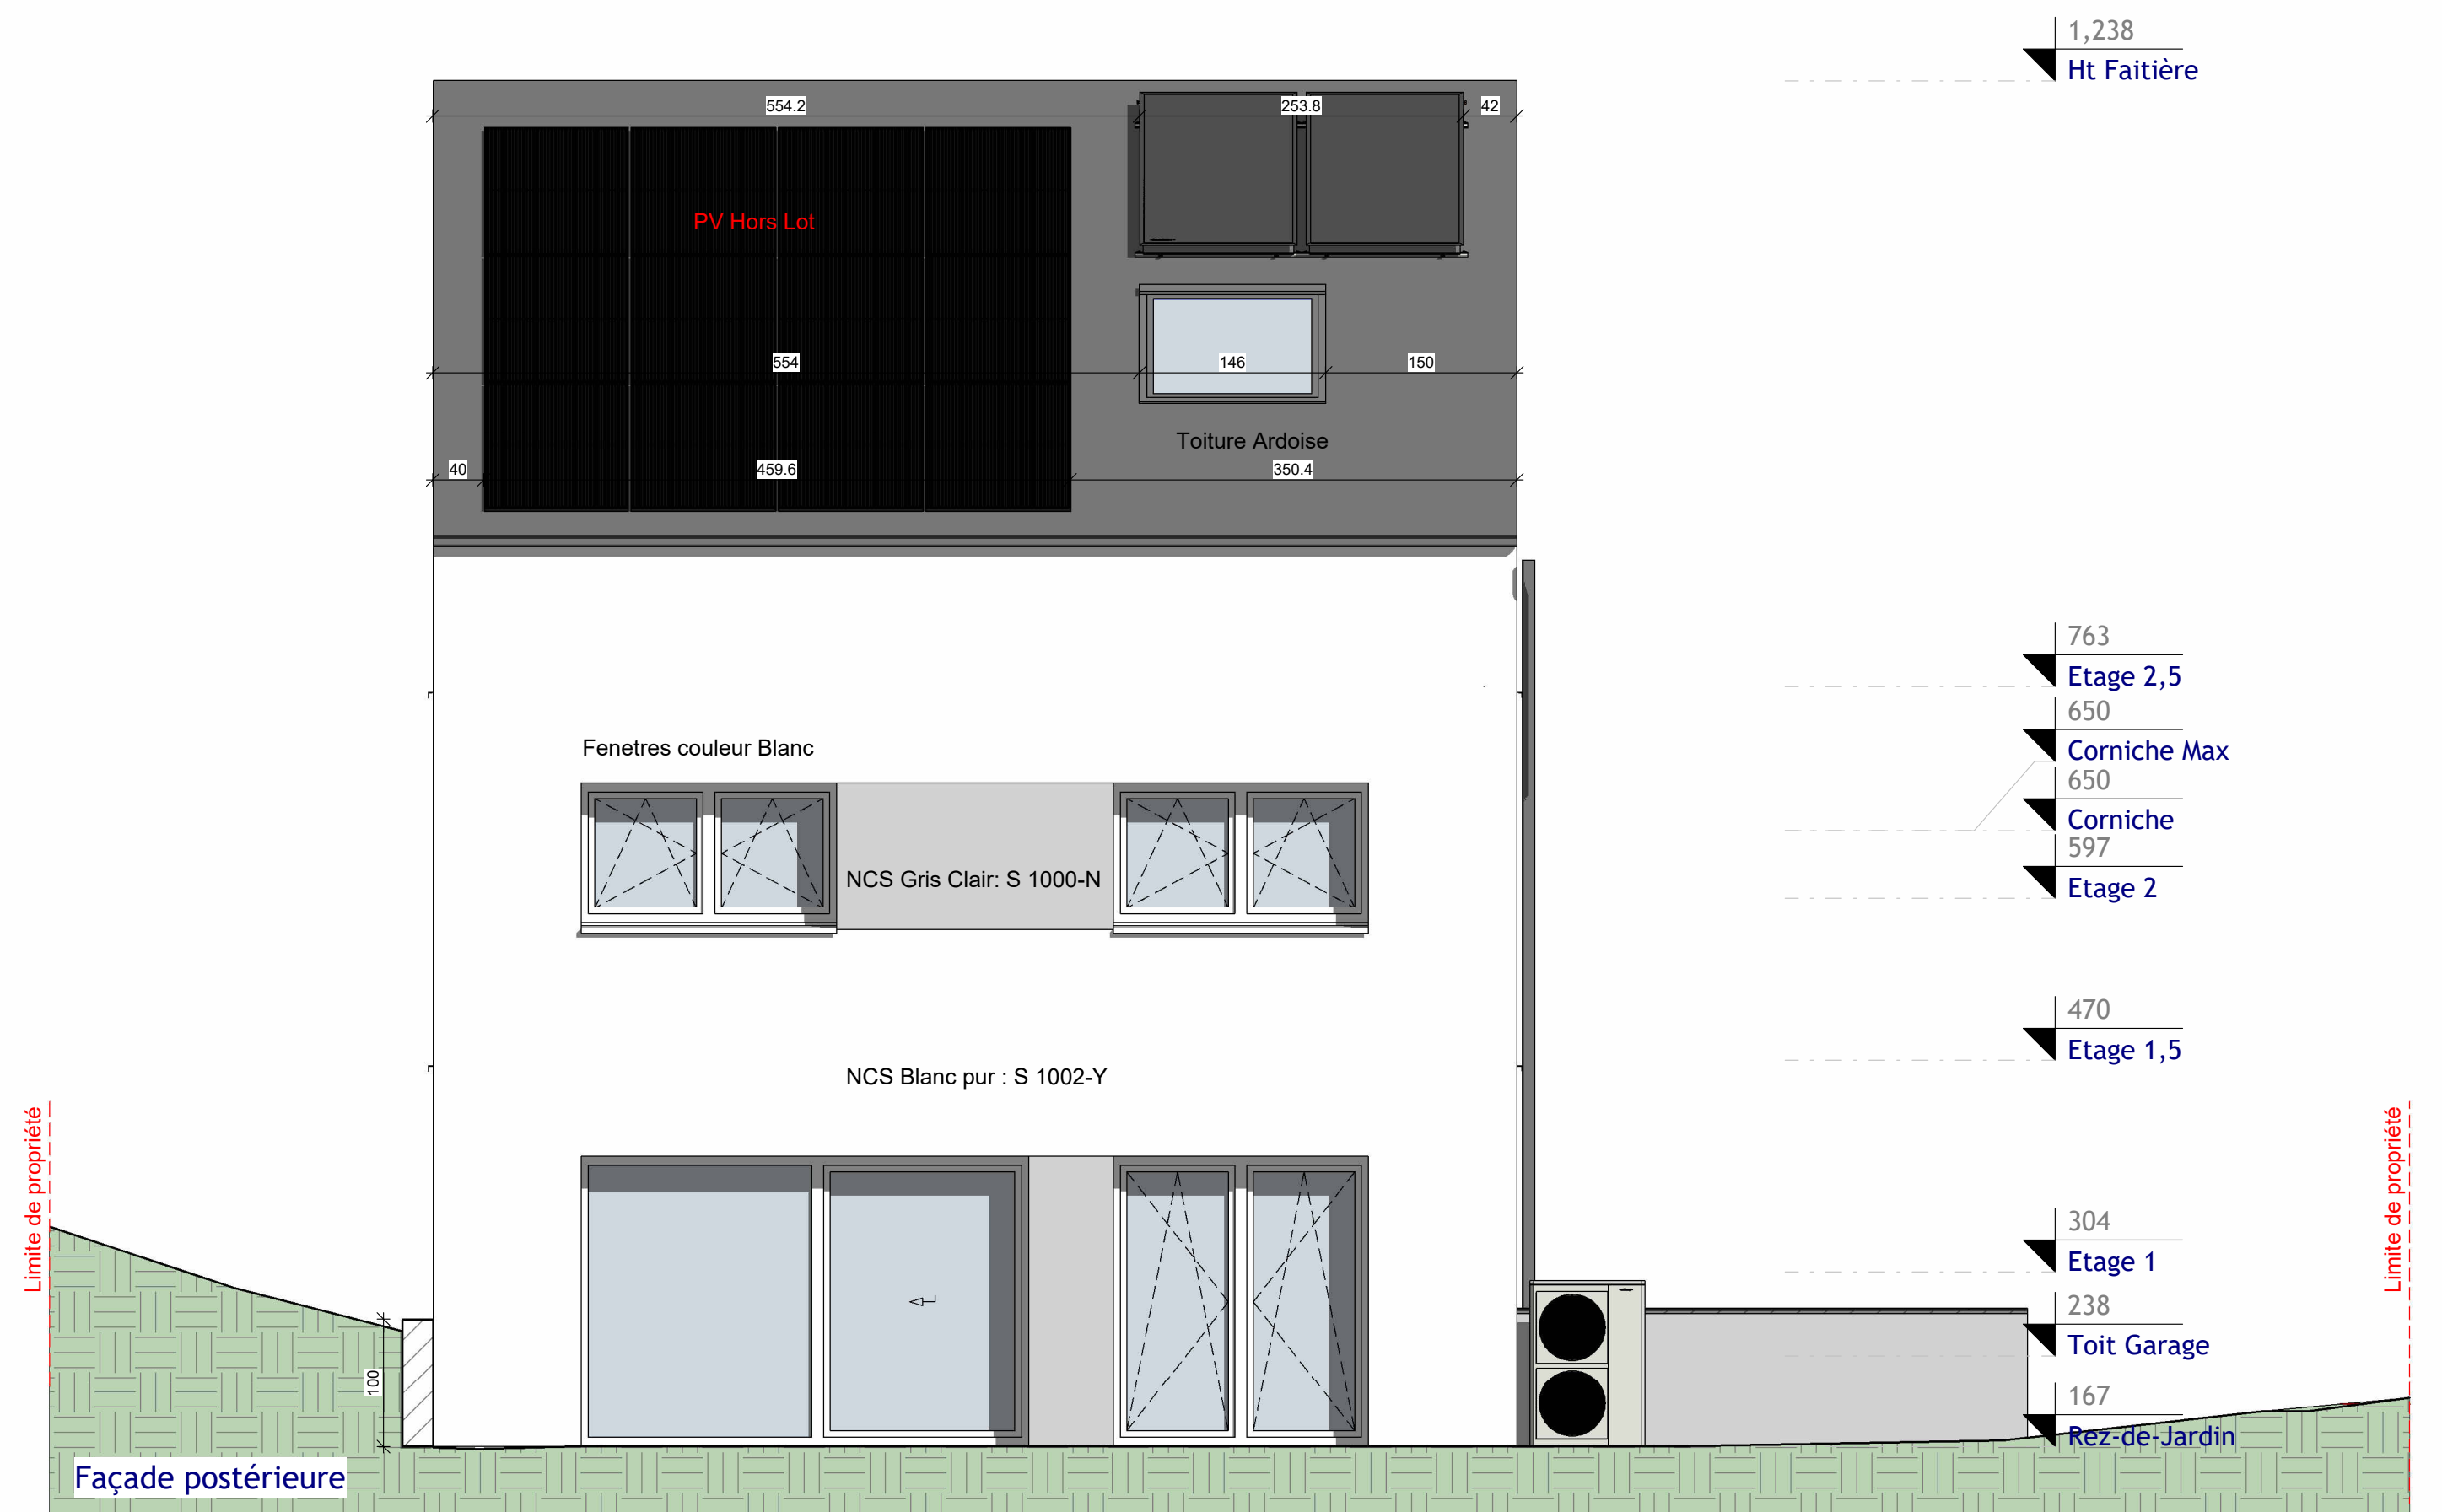 1,238
Ht Faitière
554.2
253.8
42
PV Hors Lot
554
146
150
Toiture Ardoise
40
459.6
350.4
763
Etage 2,5
650
Corniche Max
650
Corniche
597
Etage 2
Fenetres couleur Blanc
NCS Gris Clair: S 1000-N
470
Etage 1,5
NCS Blanc pur : S 1002-Y
Limite de propriété
Limite de propriété
304
Etage 1
238
Toit Garage
100
167
Rez-de-Jardin
Façade postérieure